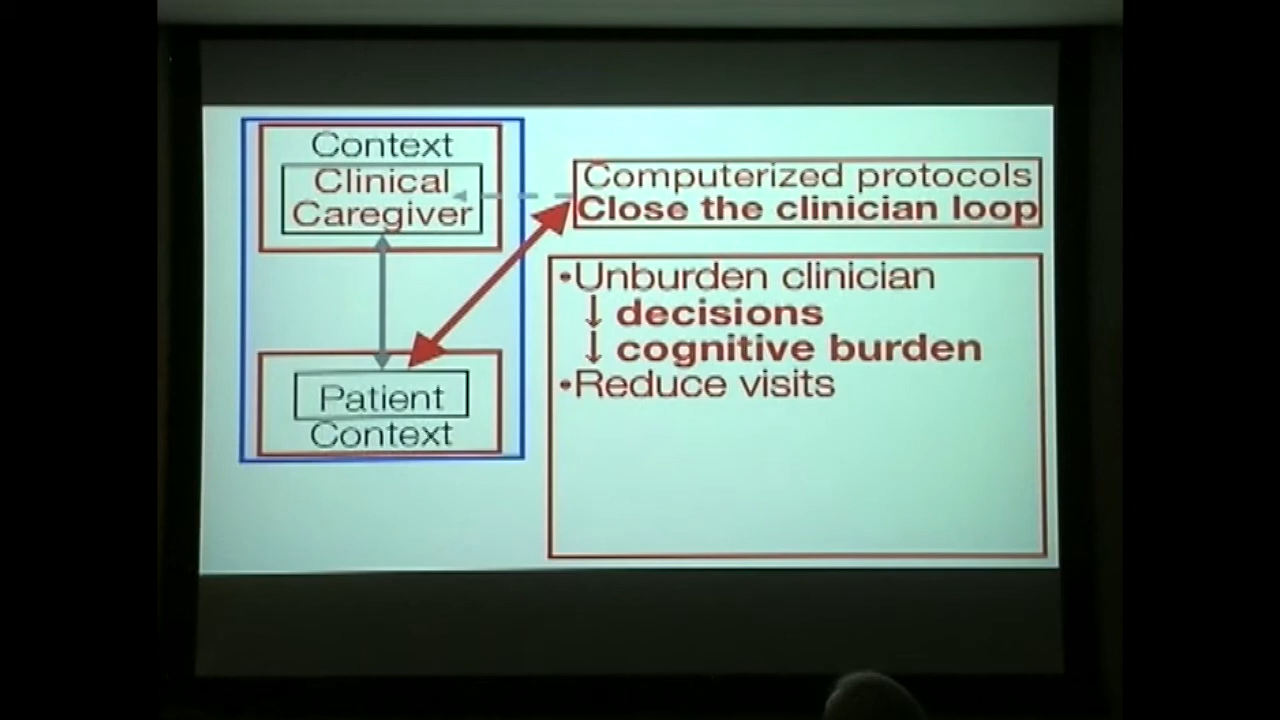 Context
Clinical
Caregiver
Patient
Context
Computerized protocols
Close the clinician loop
•Unburden clinician
↓ decisions
↓ cognitive burden
•Reduce visits